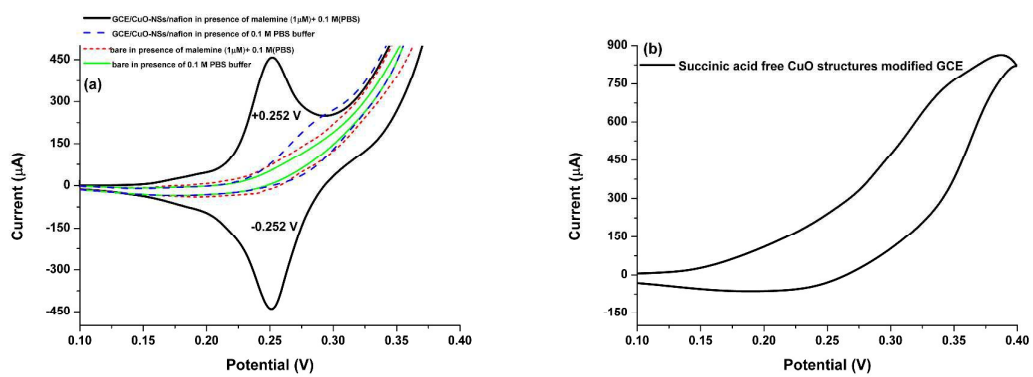 GCE/CuO-NSs/nafion in presence of malemine (1μM)+ 0.1 M(PBS)
GCE/CuO-NSs/nafion in presence of 0.1 M PBS buffer
bare in presence of malemine (1μM)+ 0.1 M(PBS)
bare in presence of 0.1 M PBS buffer
(a)
+0.252 V
-0.252 V
450
300
150
0
-150
-300
-450
Current (μA)
0.10
0.15
0.20
0.25
0.30
0.35
0.40
Potential (V)
(b)
Succinic acid free CuO structures modified GCE
900
750
600
450
300
150
0
-150
Current (μA)
0.10
0.15
0.20
0.25
0.30
0.35
0.40
Potential (V)